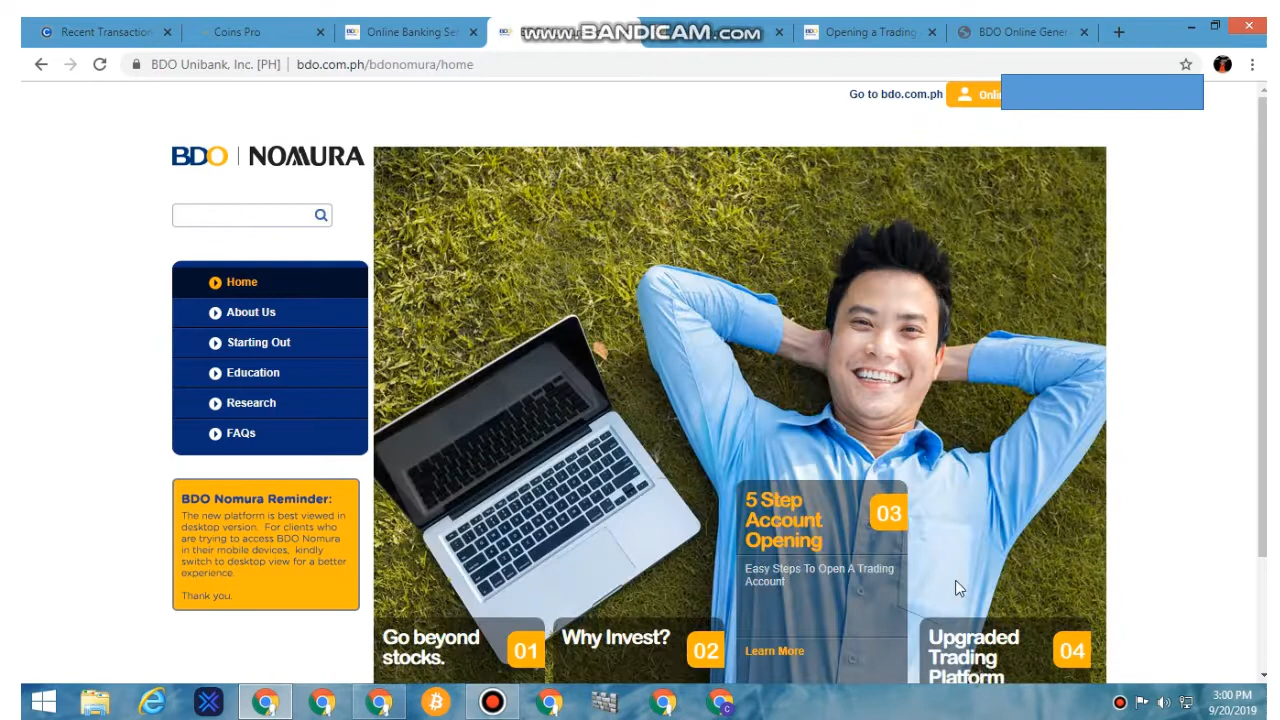 Recent Transaction
Coins Pro
Online Banking Ser
www.BANDICAM.com
Opening a Trading
BDO Online Gener
BDO Unibank, Inc. [PH] | bdo.com.ph/bdonomura/home
Go to bdo.com.ph
BDO | NOMURA
Home
About Us
Starting Out
Education
Research
FAQs
BDO Nomura Reminder:
The new platform is best viewed in
desktop version. For clients who
are trying to access BDO Nomura
in their mobile devices, kindly
switch to desktop view for a better
experience.
Thank you.
Go beyond
stocks.
01
Why Invest?
02
5 Step
Account
Opening
03
Easy Steps To Open A Trading
Account
Learn More
Upgraded
Trading
Platform
04
3:00 PM
9/20/2019